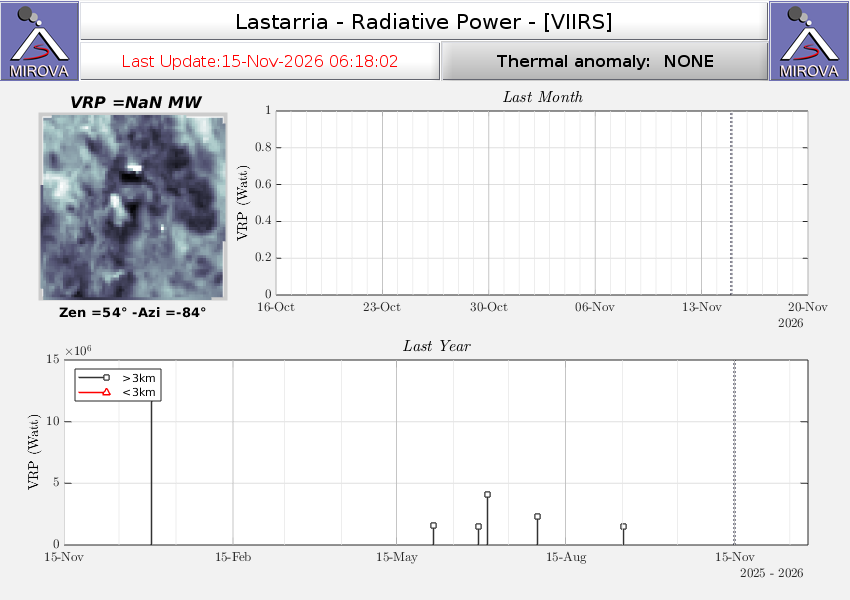 Lastarria - Radiative Power - [VIIRS]
MIROVA
Last Update:15-Nov-2026 06:18:02
Thermal anomaly: NONE
MIROVA
VRP =NaN MW
Zen =54° -Azi =-84°
Last Month
VRP (Watt)
1
0.8
0.6
0.4
0.2
0
16-Oct
23-Oct
30-Oct
06-Nov
13-Nov
20-Nov
2026
Last Year
×10⁶
VRP (Watt)
15
10
5
0
>3km
<3km
15-Nov
15-Feb
15-May
15-Aug
15-Nov
2025 - 2026